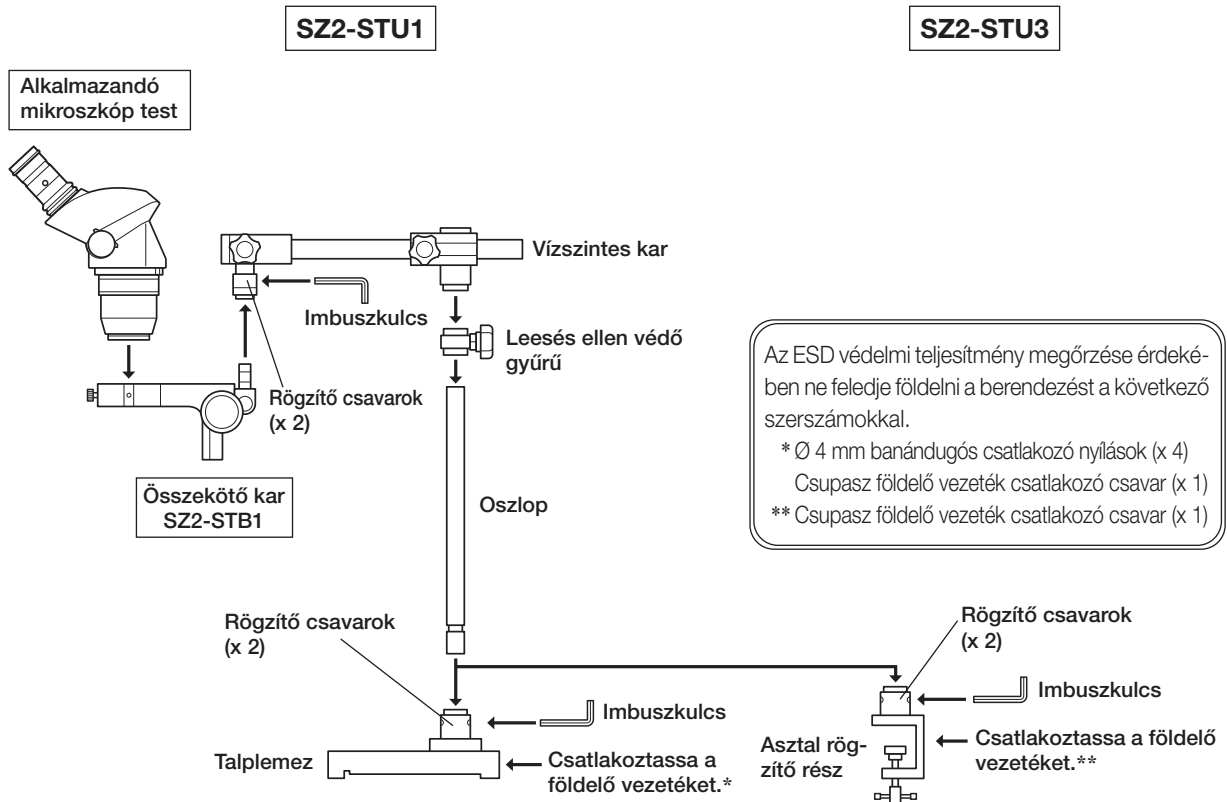 SZ2-STU1
SZ2-STU3
Alkalmazandó
mikroszkóp test
Vízszintes kar
Imbuszkulcs
Leesés ellen védő
gyűrű
Rögzítő csavarok
(x 2)
Összekötő kar
SZ2-STB1
Oszlop
Az ESD védelmi teljesítmény megőrzése érdeké-
ben ne feledje földelni a berendezést a következő
szerszámokkal.
* Ø 4 mm banándugós csatlakozó nyílások (x 4)
Csupasz földelő vezeték csatlakozó csavar (x 1)
** Csupasz földelő vezeték csatlakozó csavar (x 1)
Rögzítő csavarok
(x 2)
Imbuszkulcs
Talplemez
Csatlakoztassa a
földelő vezetéket.*
Rögzítő csavarok
(x 2)
Imbuszkulcs
Asztal rög-
zítő rész
Csatlakoztassa a földelő
vezetéket.**